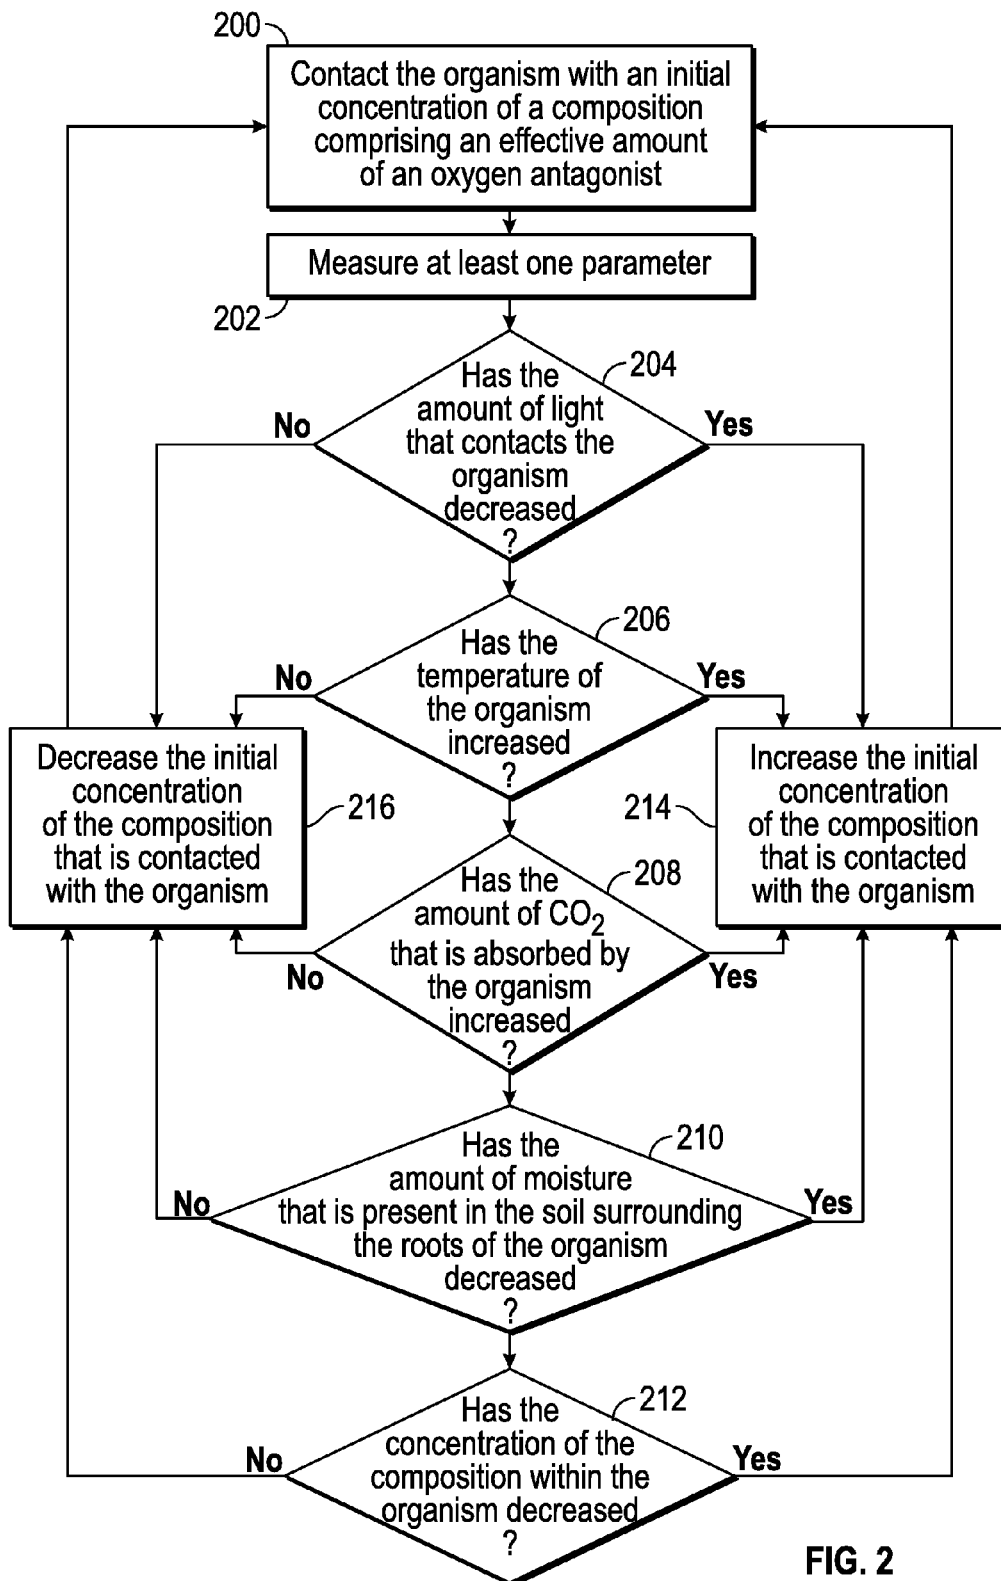 200
Contact the organism with an initial
concentration of a composition
comprising an effective amount
of an oxygen antagonist
Measure at least one parameter
202
204
Has the
amount of light
that contacts the
organism
decreased
?
No
Yes
206
Has the
temperature of
the organism
increased
?
No
Yes
Decrease the initial
concentration
of the composition
that is contacted
with the organism
216
214
Increase the initial
concentration
of the composition
that is contacted
with the organism
208
Has the
amount of CO2
that is absorbed by
the organism
increased
?
No
Yes
210
Has the
amount of moisture
that is present in the soil surrounding
the roots of the organism
decreased
?
No
Yes
212
Has the
concentration of the
composition within the
organism decreased
?
No
Yes
FIG. 2